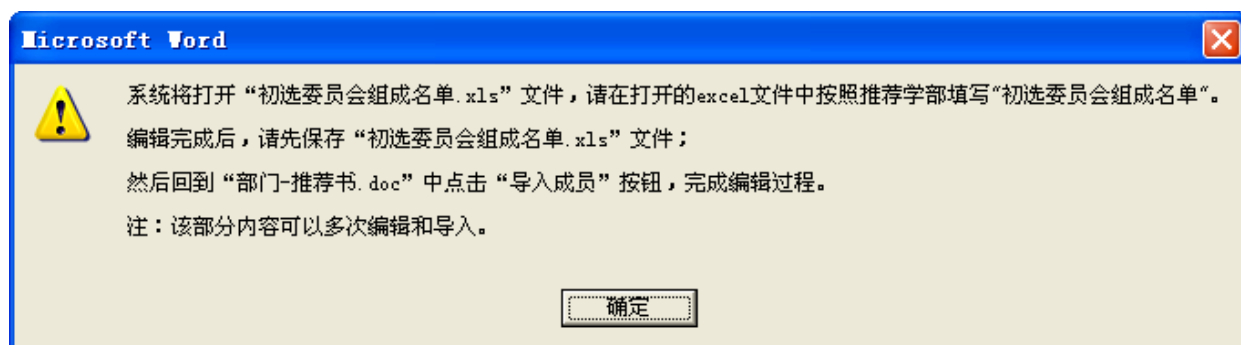 Microsoft Word
系统将打开“初选委员会组成名单.xls”文件，请在打开的excel文件中按照推荐学部填写“初选委员会组成名单”。
编辑完成后，请先保存“初选委员会组成名单.xls”文件；
然后回到“部门-推荐书.doc”中点击“导入成员”按钮，完成编辑过程。
注：该部分内容可以多次编辑和导入。
确定